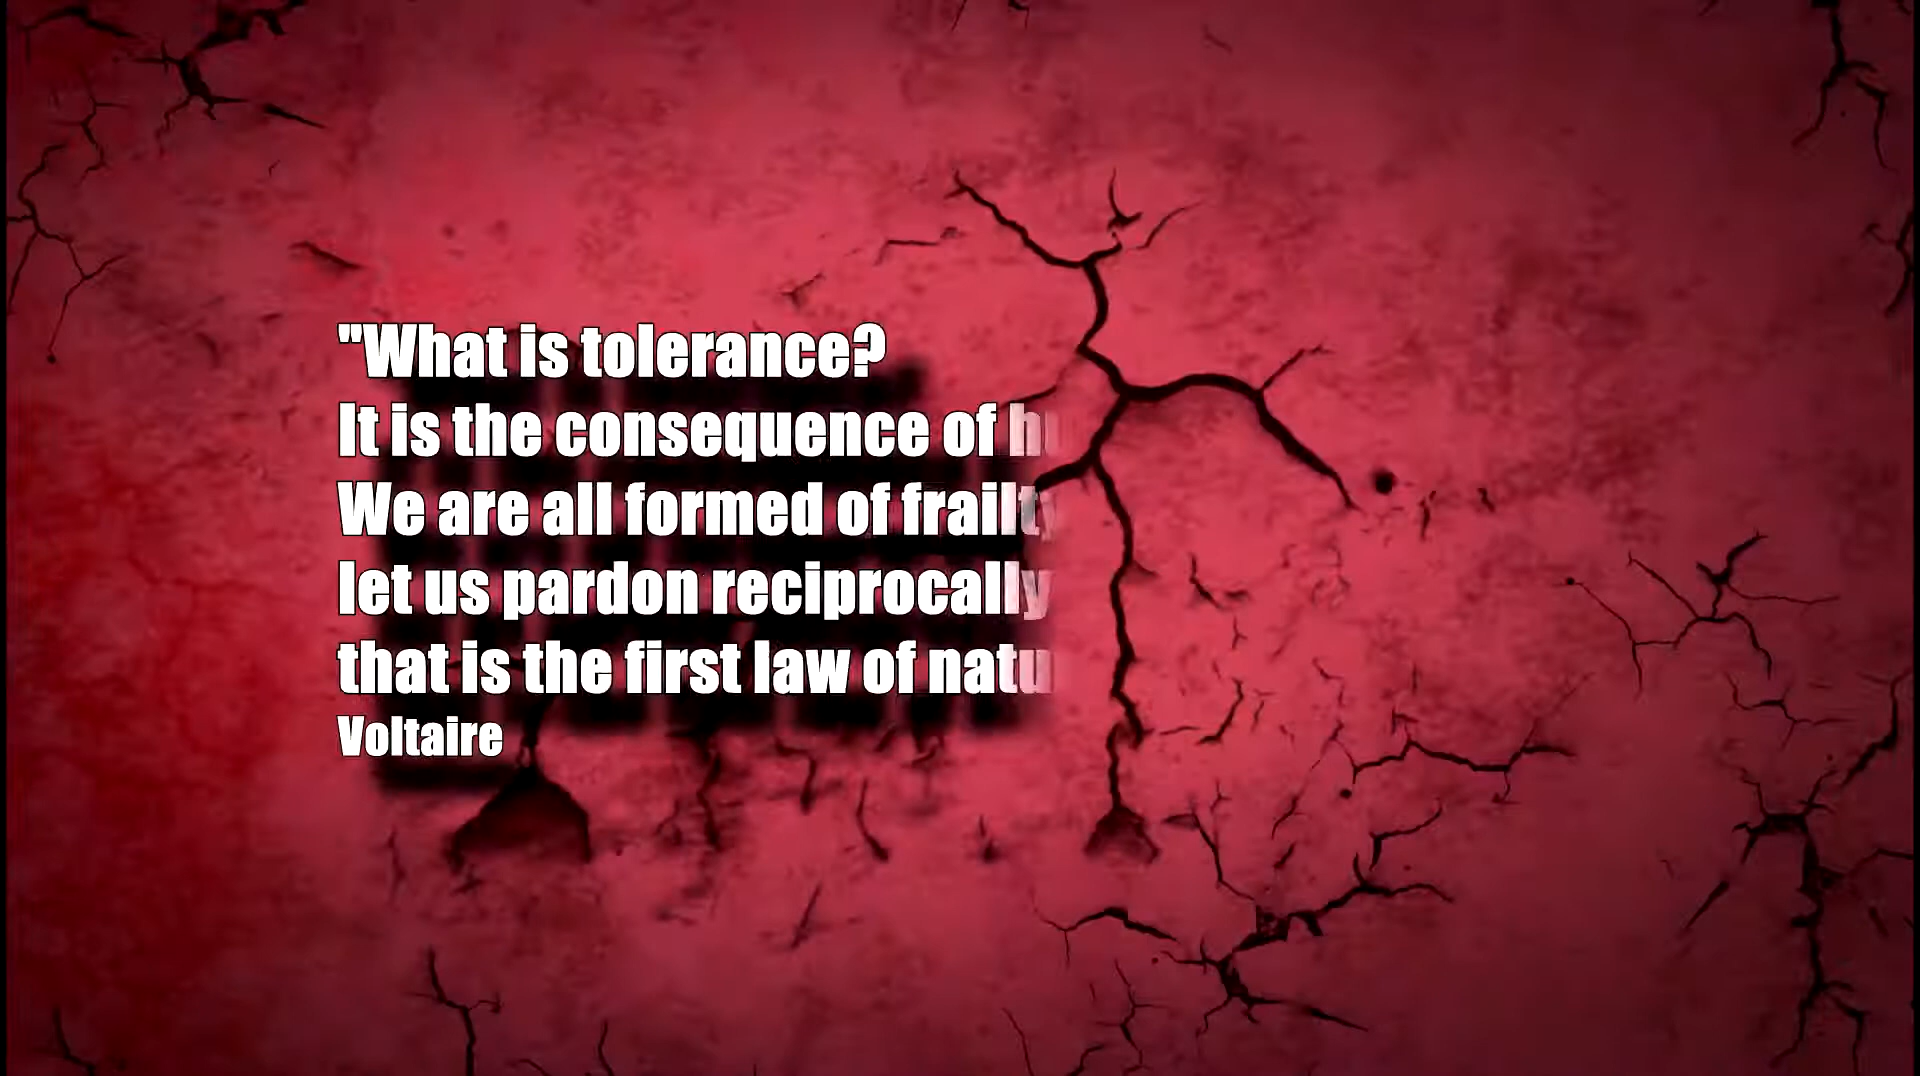 "What is tolerance?
It is the consequence of
We are all formed of frailty
let us pardon reciprocally
that is the first law of
Voltaire